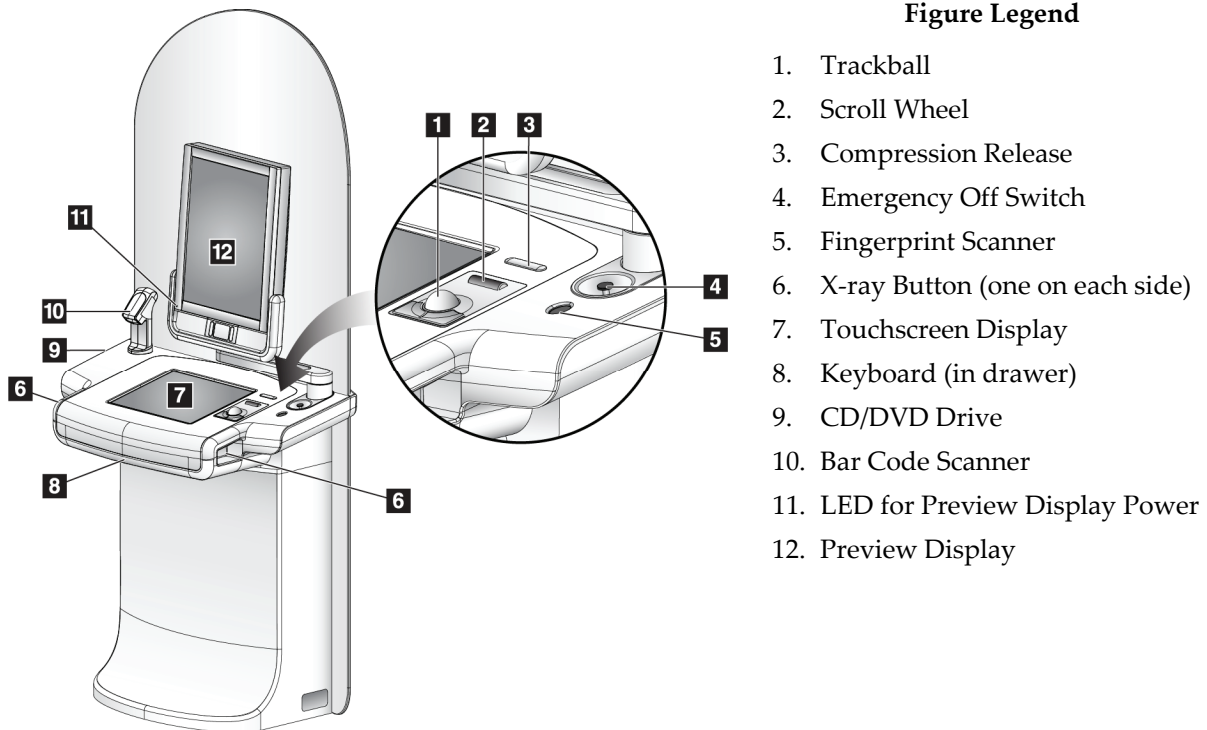 Figure Legend
1. Trackball
2. Scroll Wheel
3. Compression Release
4. Emergency Off Switch
5. Fingerprint Scanner
6. X-ray Button (one on each side)
7. Touchscreen Display
8. Keyboard (in drawer)
9. CD/DVD Drive
10. Bar Code Scanner
11. LED for Preview Display Power
12. Preview Display
1 2 3
11
12
10
4
9
5
6
7
8
6